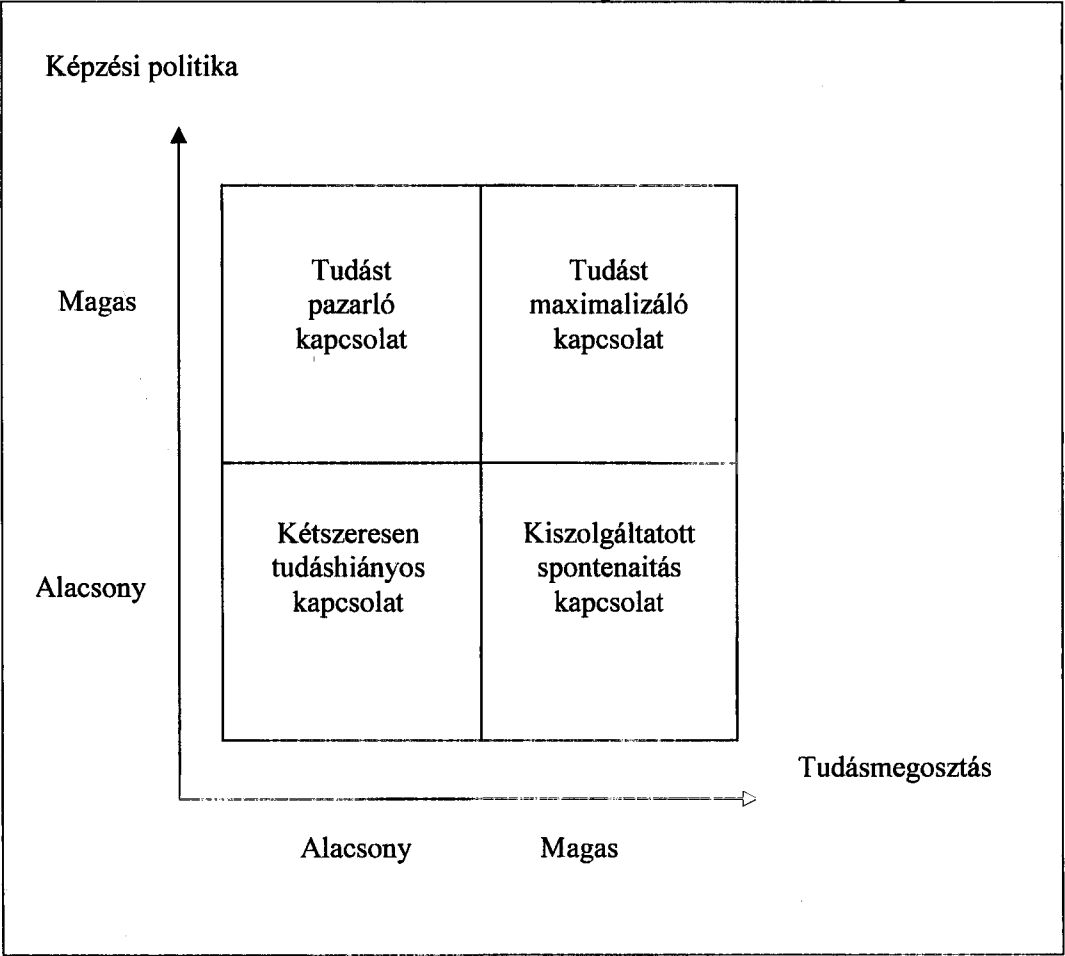 Képzési politika
Magas
Tudást
pazarló
kapcsolat
Tudást
maximalizáló
kapcsolat
Alacsony
Kétszeresen
tudáshiányos
kapcsolat
Kiszolgáltatott
spontenaitás
kapcsolat
Tudásmegosztás
Alacsony
Magas